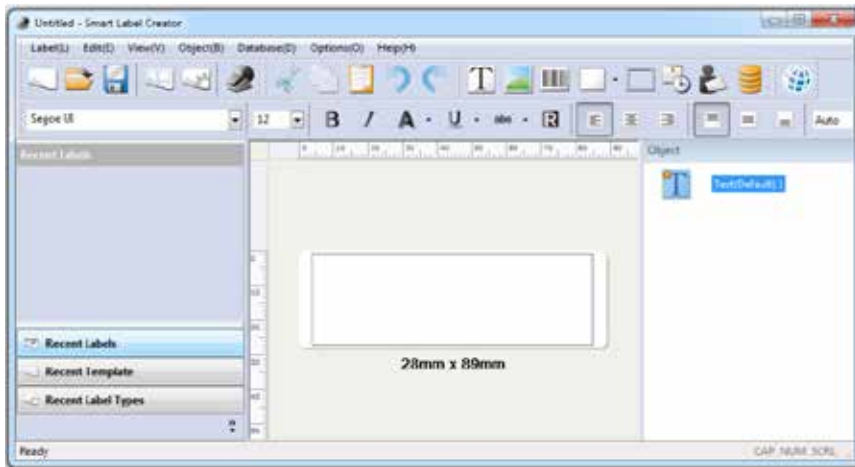 Untitled - Smart Label Creator
Label(L) Edit(E) View(V) Object(B) Database(D) Options(O) Help(H)
Segoe UI 12 B I A U abc R Auto
Recent Labels
Object
Text(Default) 1
28mm x 89mm
Recent Labels
Recent Template
Recent Label Types
Ready
CAP NUM SCRL